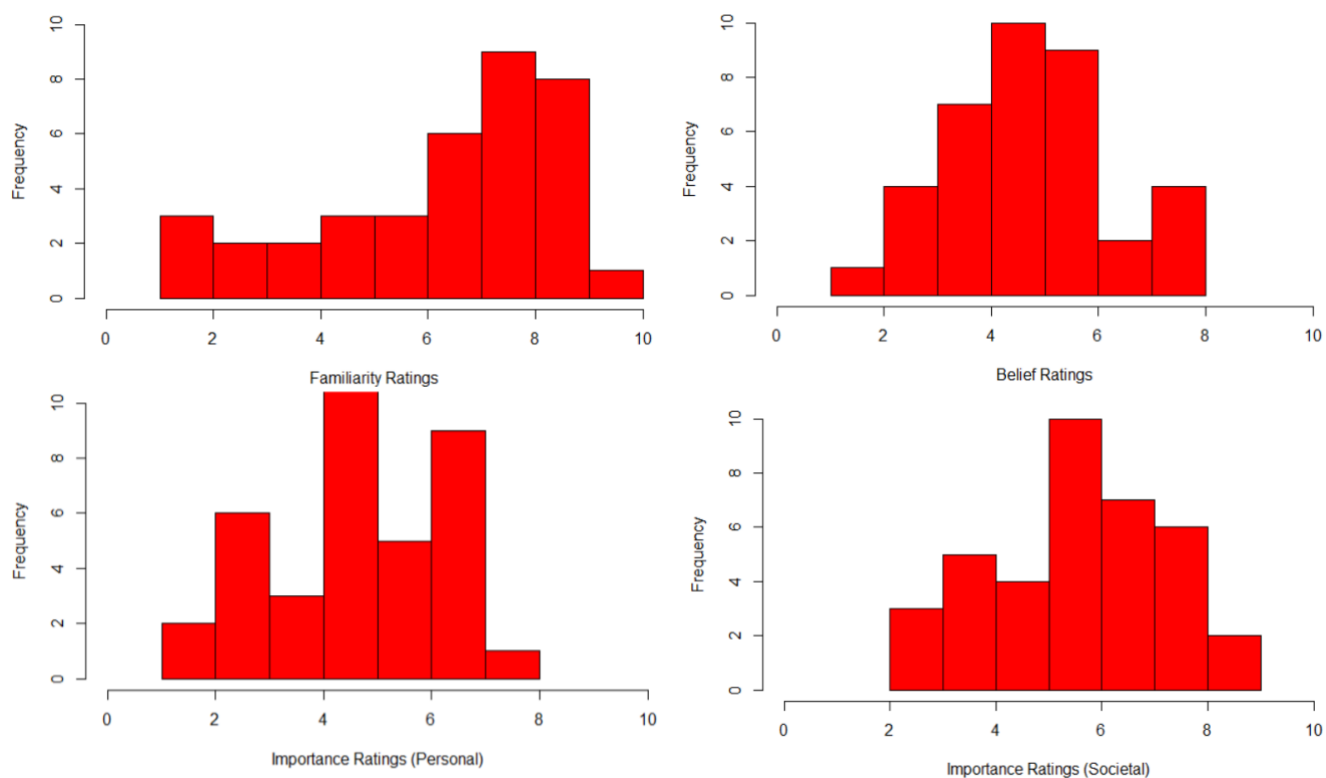 Frequency
0 2 4 6 8 10
0 2 4 6 8 10
Familiarity Ratings
Frequency
0 2 4 6 8 10
0 2 4 6 8 10
Belief Ratings
Frequency
0 2 4 6 8 10
0 2 4 6 8 10
Importance Ratings (Personal)
Frequency
0 2 4 6 8 10
0 2 4 6 8 10
Importance Ratings (Societal)